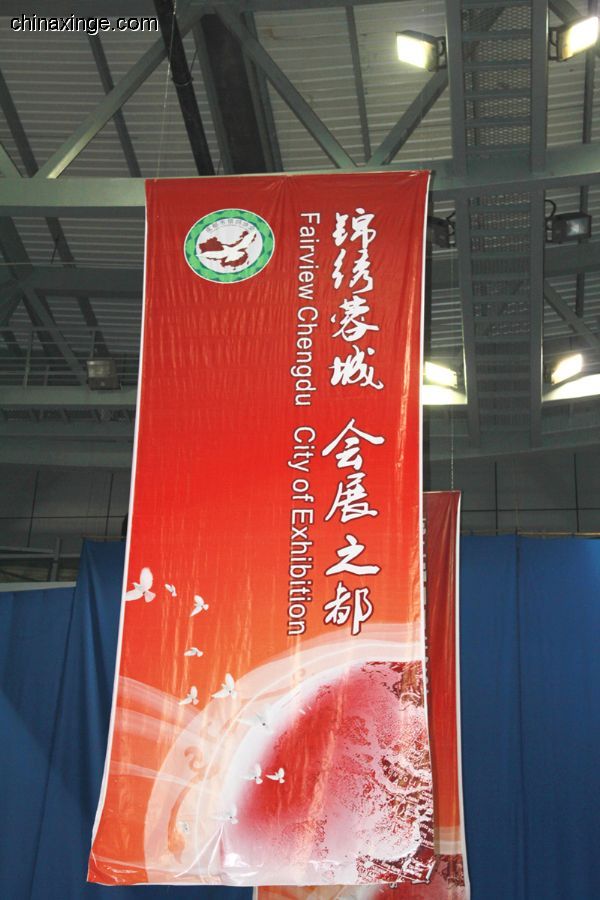 chinaxinge.com
锦绣蓉城 会展之都
Fairview Chengdu City of Exhibition